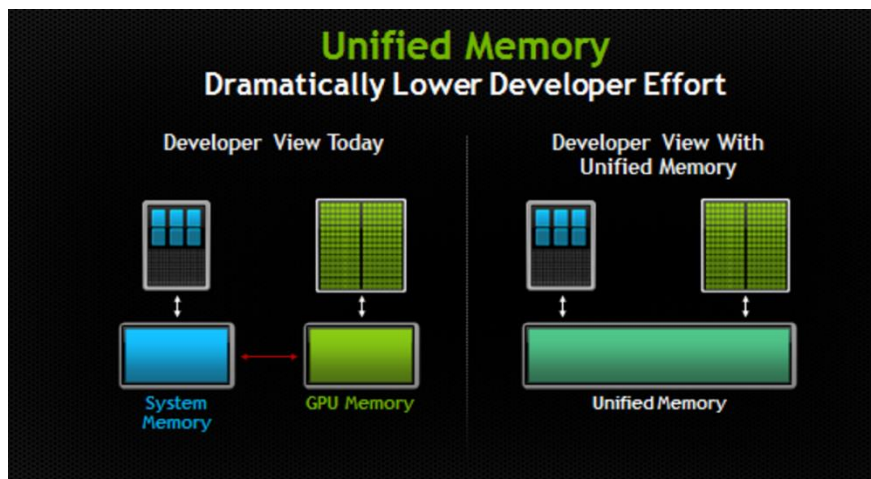 Unified Memory
Dramatically Lower Developer Effort
Developer View Today
Developer View With
Unified Memory
System
Memory
GPU Memory
Unified Memory